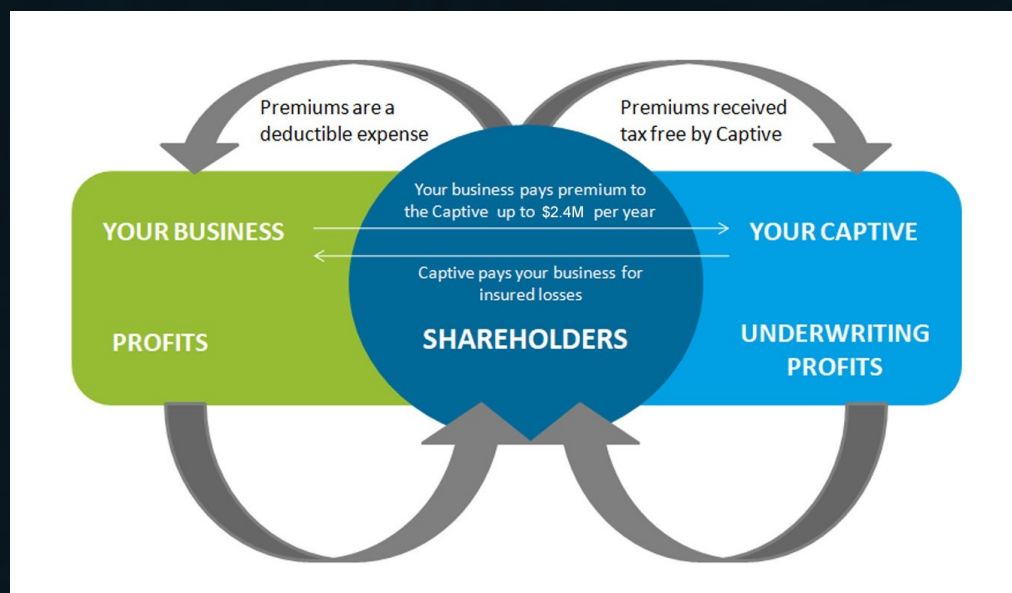 Premiums are a
deductible expense
Premiums received
tax free by Captive
Your business pays premium to
the Captive up to $2.4M per year
YOUR BUSINESS
YOUR CAPTIVE
Captive pays your business for
insured losses
PROFITS
SHAREHOLDERS
UNDERWRITING
PROFITS